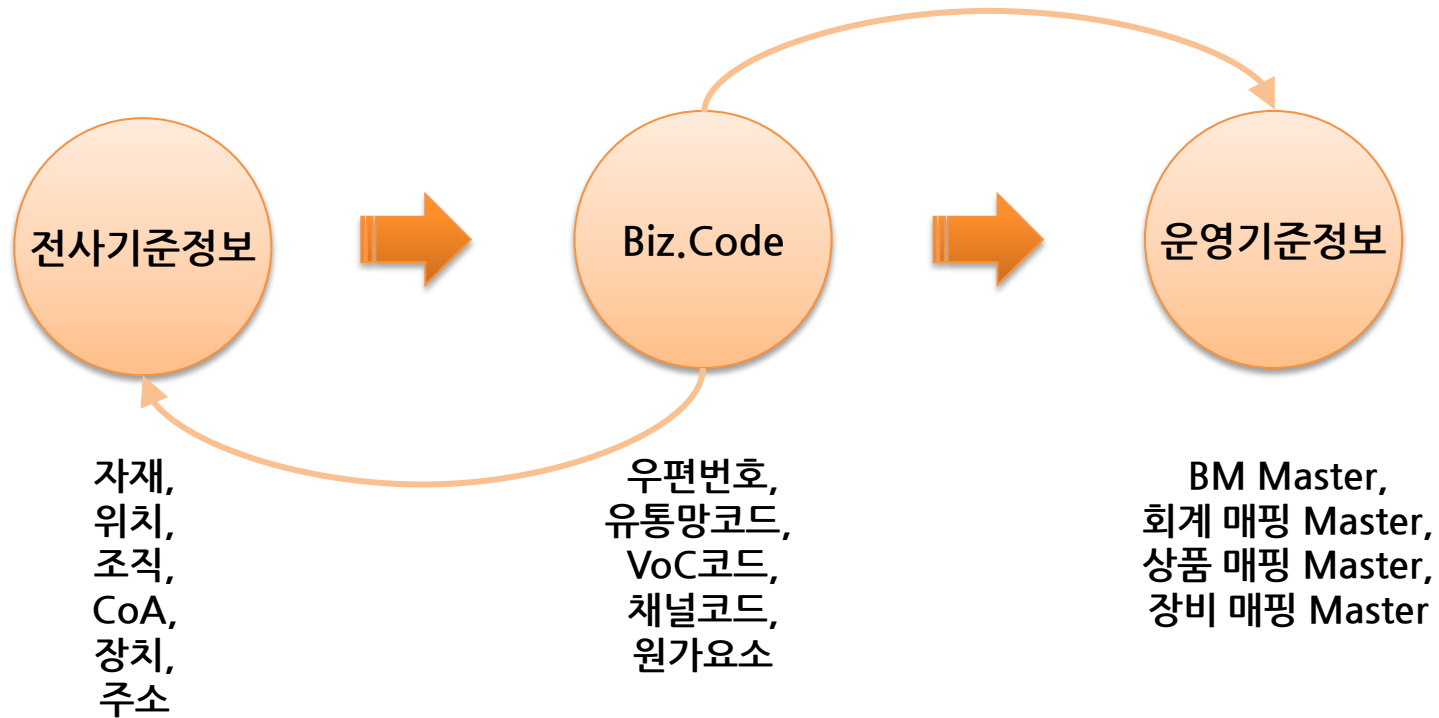 전사기준정보
Biz.Code
운영기준정보
자재,
위치,
조직,
CoA,
장치,
주소
우편번호,
유통망코드,
VoC코드,
채널코드,
원가요소
BM Master,
회계 매핑 Master,
상품 매핑 Master,
장비 매핑 Master